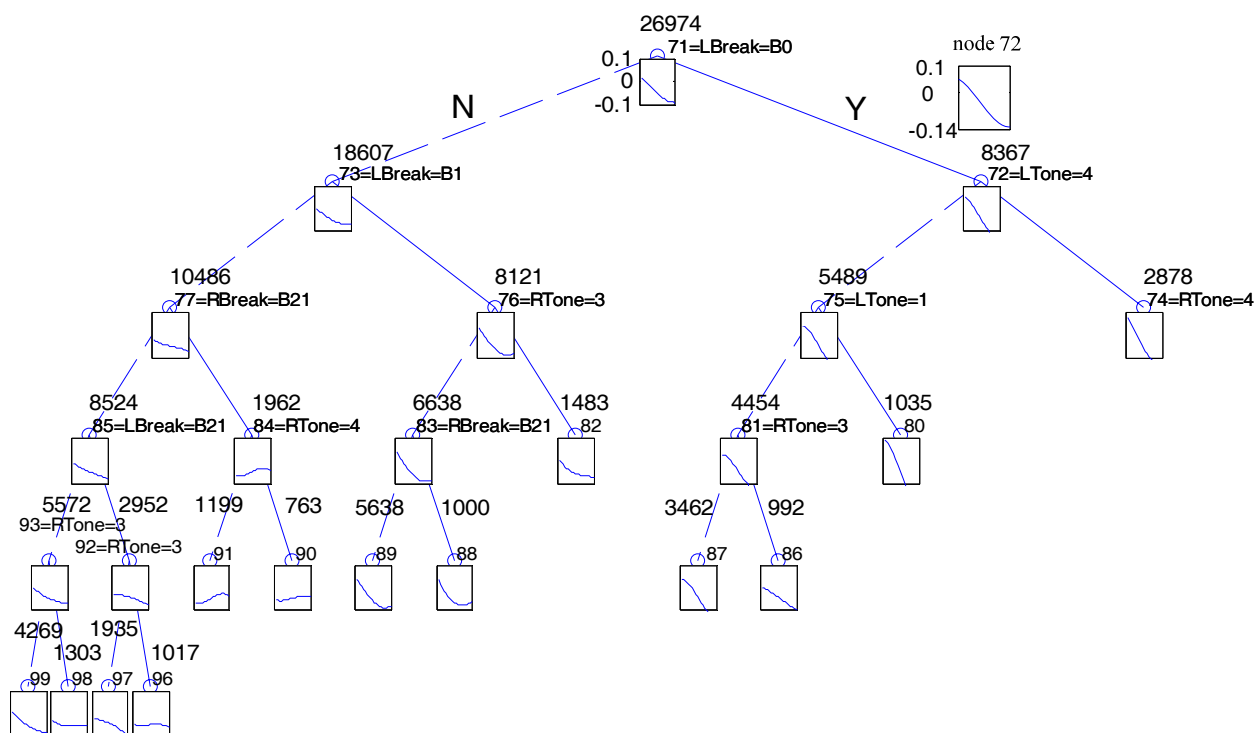 26974
71=LBreak=B0
node 72
0.1
0
-0.1
0.1
0
-0.14
N
Y
18607
73=LBreak=B1
8367
72=LTone=4
10486
77=RBreak=B21
8121
76=RTone=3
5489
75=LTone=1
2878
74=RTone=4
8524
85=LBreak=B21
1962
84=RTone=4
6638
83=RBreak=B21
1483
82
4454
81=RTone=3
1035
80
5572
2952
1199
763
5638
1000
3462
992
93=RTone=3
92=RTone=3
91
90
89
88
87
86
4269
1303
1935
1017
99
98
97
96